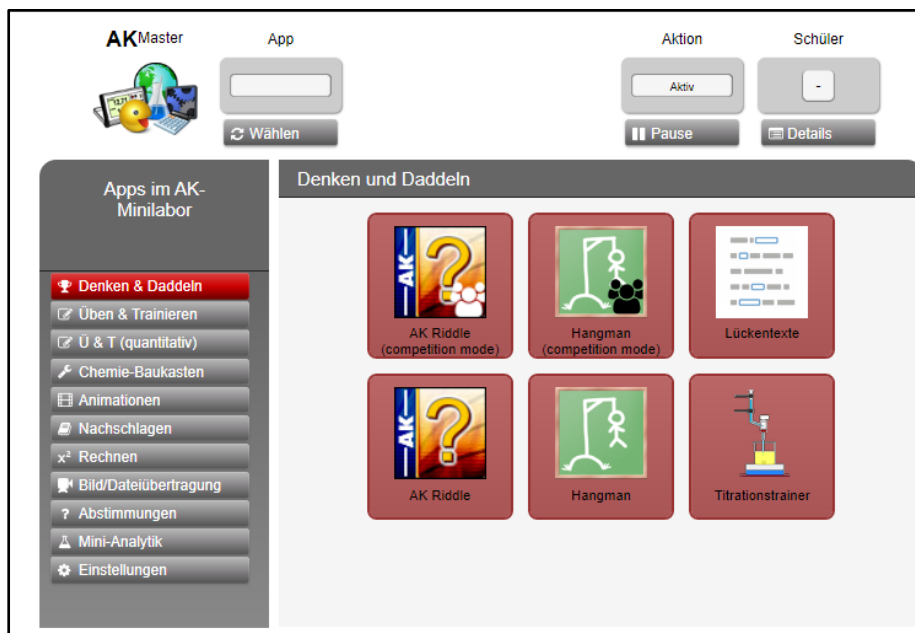 AKMaster
App
Aktion
Schüler
Aktiv
-
Wählen
Pause
Details
Apps im AK-
Minilabor
Denken & Daddeln
Üben & Trainieren
Ü & T (quantitativ)
Chemie-Baukasten
Animationen
Nachschlagen
x² Rechnen
Bild/Dateiübertragung
? Abstimmungen
Mini-Analytik
Einstellungen
Denken und Daddeln
AK
AK Riddle
(competition mode)
Hangman
(competition mode)
Lückentexte
AK
AK Riddle
Hangman
Titrationstrainer